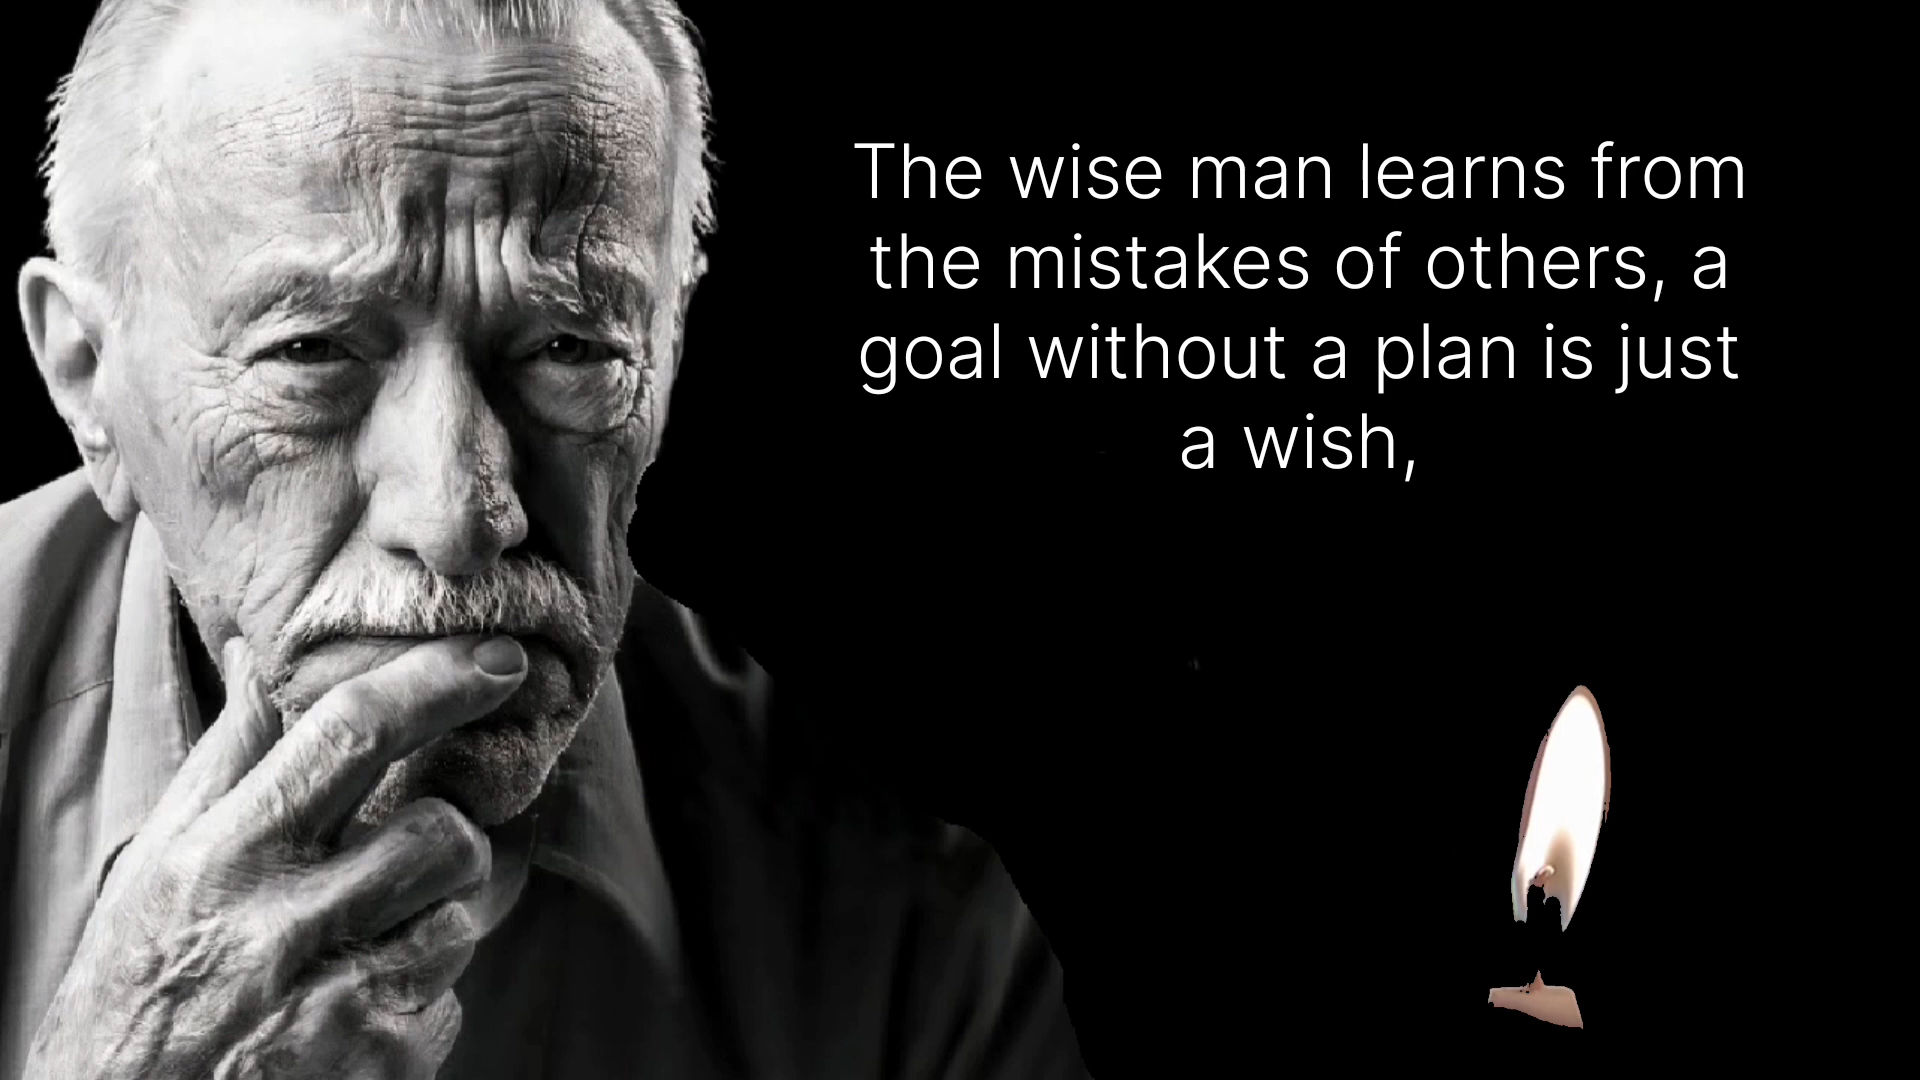 The wise man learns from
the mistakes of others, a
goal without a plan is just
a wish,